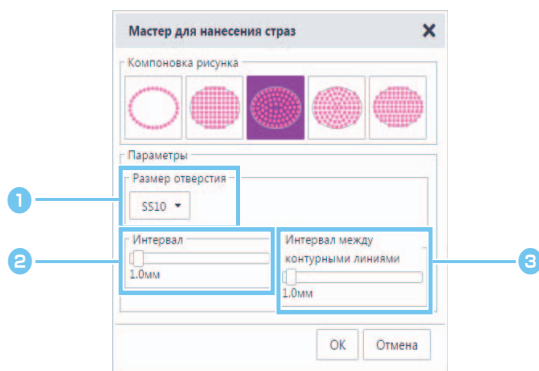 Мастер для нанесения страз
Компоновка рисунка
Параметры
Размер отверстия
1
SS10
2
Интервал
1.0мм
Интервал между
контурными линиями
3
1.0мм
ОК
Отмена